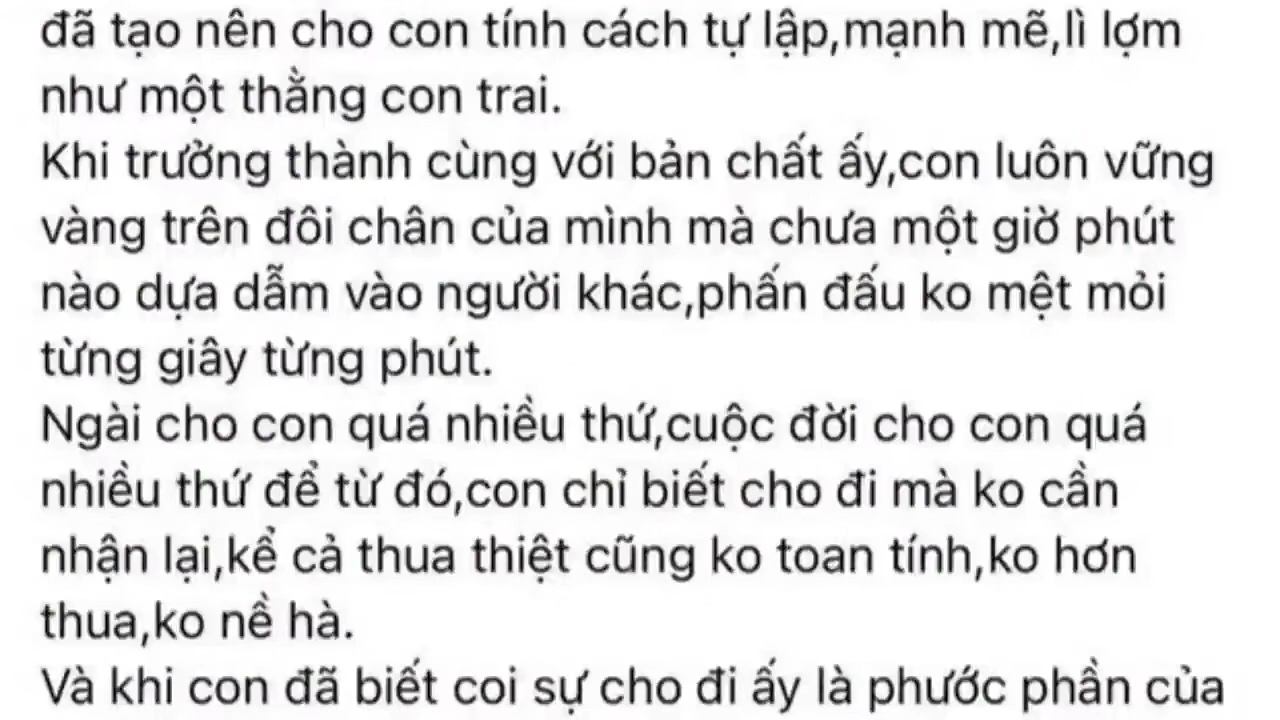 đã tạo nên cho con tính cách tự lập,mạnh mẽ,lì lợm
như một thằng con trai.
Khi trưởng thành cùng với bản chất ấy,con luôn vững
vàng trên đôi chân của mình mà chưa một giờ phút
nào dựa dẫm vào người khác,phấn đấu ko mệt mỏi
từng giây từng phút.
Ngài cho con quá nhiều thứ,cuộc đời cho con quá
nhiều thứ để từ đó,con chỉ biết cho đi mà ko cần
nhận lại,kể cả thua thiệt cũng ko toan tính,ko hơn
thua,ko nề hà.
Và khi con đã biết coi sự cho đi ấy là phước phần của